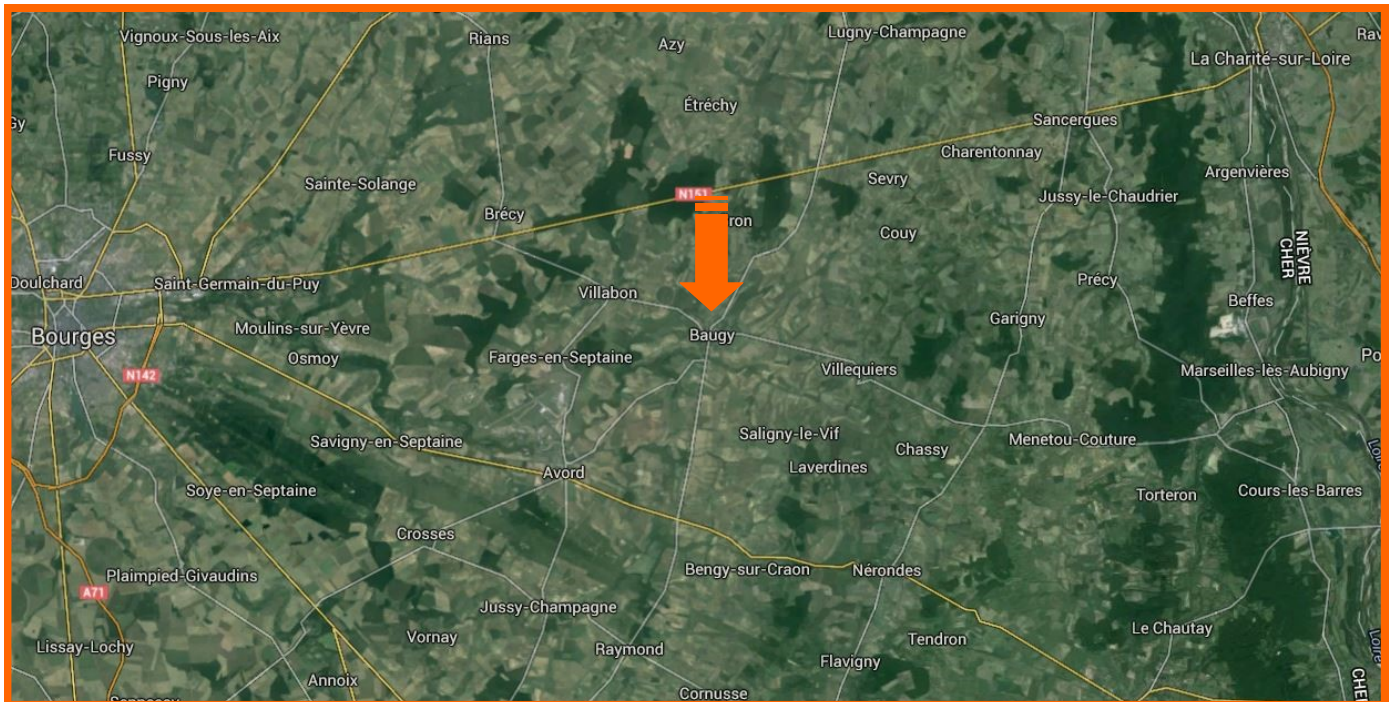 Vignoux-Sous-les-Aix
Rians
Azy
Lugny-Champagne
La Charité-sur-Loire
Pigny
Étréchy
Sancergues
Fussy
Charentonnay
Sainte-Solange
N151
Sevry
Argenvières
Jussy-le-Chaudrier
Brécy
ron
Couy
NIÈVRE
CHER
Doulchard
Saint-Germain-du-Puy
Villabon
Précy
Beffes
Bourges
Moulins-sur-Yèvre
Baugy
Garigny
Osmoy
Farges-en-Septaine
N142
Villequiers
Marseilles-lès-Aubigny
Savigny-en-Septaine
Saligny-le-Vif
Chassy
Menetou-Couture
Laverdines
Avord
Soye-en-Septaine
Torteron
Cours-les-Barres
Crosses
Plaimpied-Givaudins
Bengy-sur-Craon
Nérondes
A71
Jussy-Champagne
Vornay
Lissay-Lochy
Raymond
Tendron
Le Chautay
Loire
Flavigny
Annoix
Cornusse